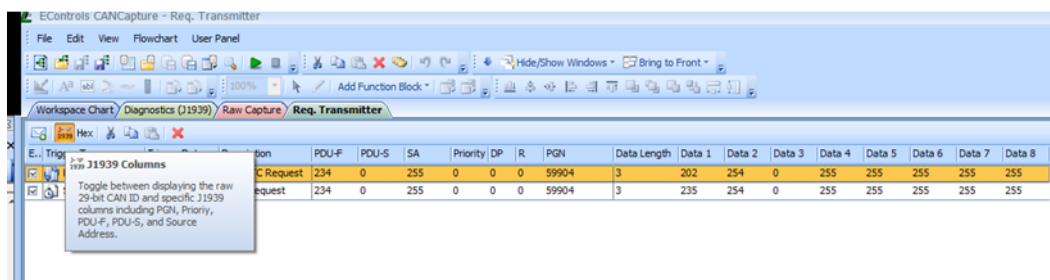 EControls CANCapture - Req. Transmitter
File Edit View Flowchart User Panel
Hide/Show Windows Bring to Front
100% Add Function Block
Workspace Chart Diagnostics (J1939) Raw Capture Req. Transmitter
1939 Hex
E.. PDU-F PDU-S SA Priority DP R PGN Data Length Data 1 Data 2 Data 3 Data 4 Data 5 Data 6 Data 7 Data 8
Request 234 0 255 0 0 0 59904 3 202 254 0 255 255 255 255 255
234 0 255 0 0 0 59904 3 235 254 0 255 255 255 255 255
1939 J1939 Columns
Toggle between displaying the raw
29-bit CAN ID and specific J1939
columns including PGN, Prioriy,
PDU-F, PDU-S, and Source
Address.